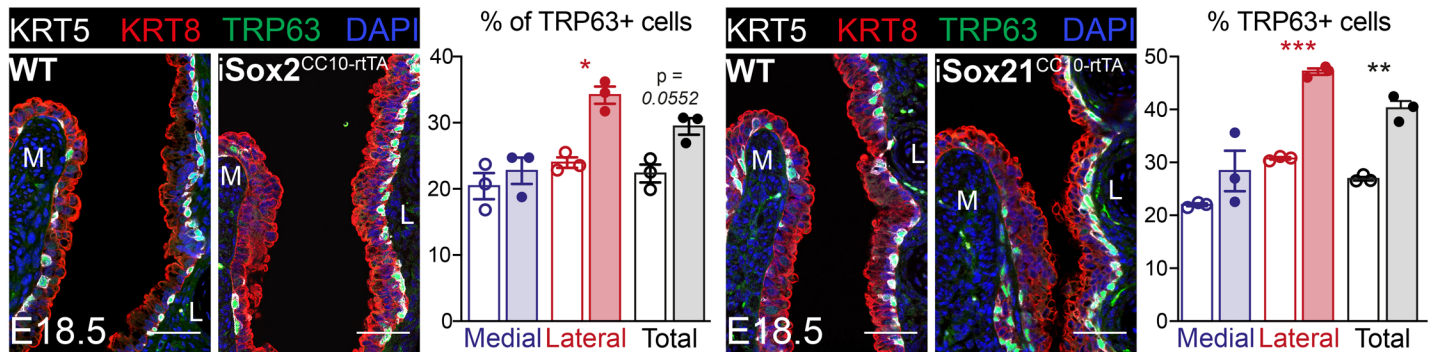 KRT5 KRT8 TRP63 DAPI
WT
iSox2CC10-rtTA
M
L
M
L
E18.5
% of TRP63+ cells
40
30
20
10
0
*
p =
0.0552
Medial Lateral Total
KRT5 KRT8 TRP63 DAPI
WT
iSox21CC10-rtTA
M
L
M
L
% TRP63+ cells
50
40
30
20
10
0
***
**
Medial Lateral Total